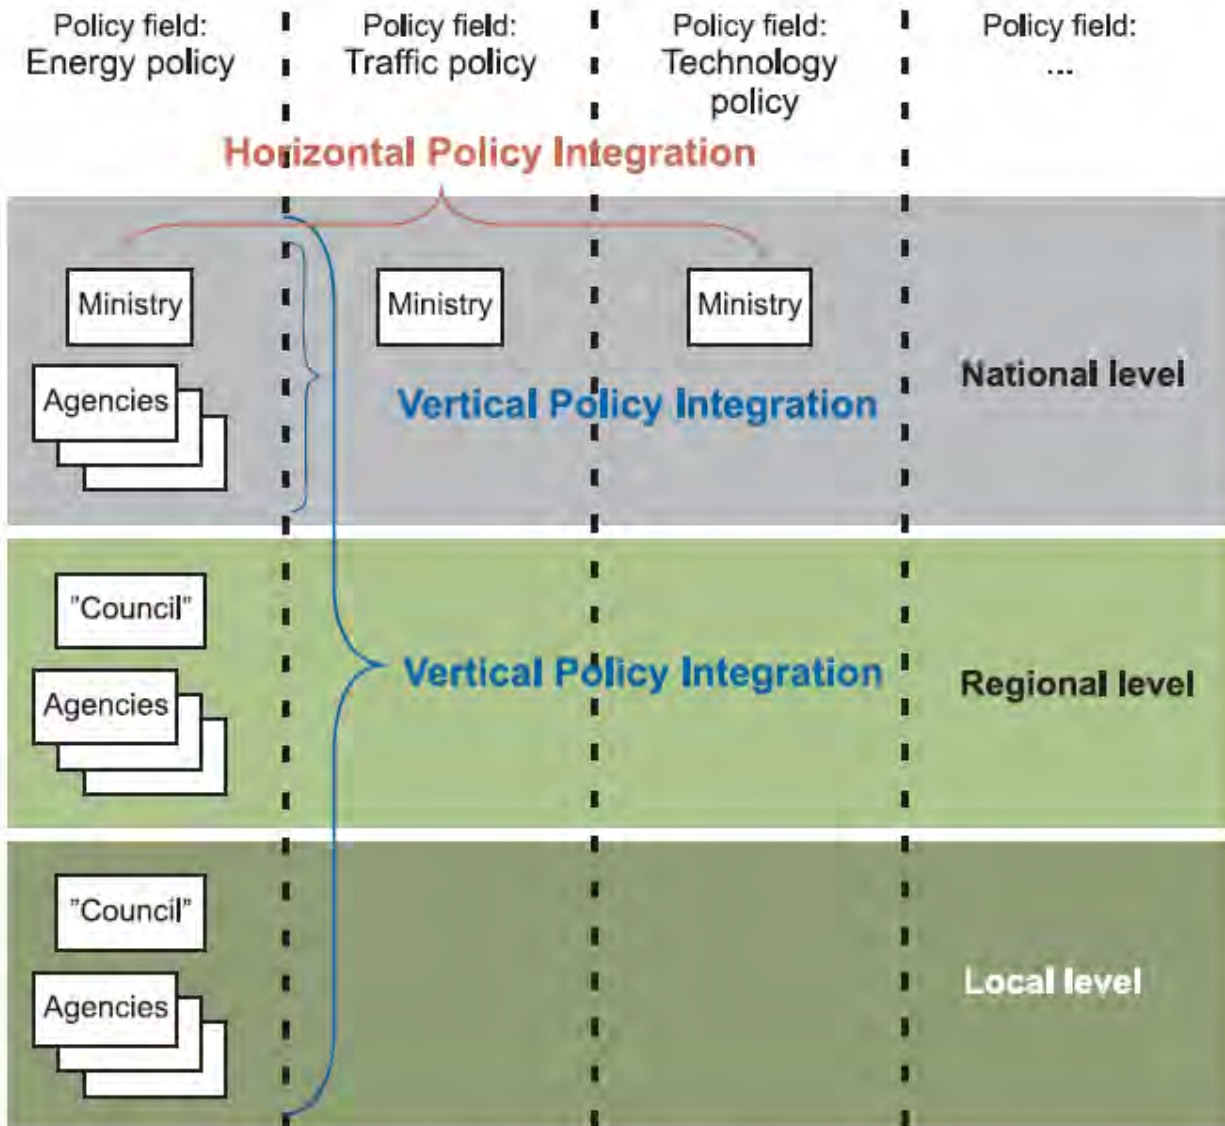 Policy field:
Energy policy
Policy field:
Traffic policy
Policy field:
Technology
policy
Policy field:
...
Horizontal Policy Integration
Ministry
Ministry
Ministry
Agencies
Vertical Policy Integration
National level
"Council"
Agencies
Vertical Policy Integration
Regional level
"Council"
Agencies
Local level